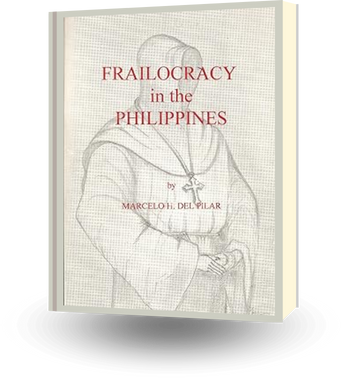 FRAILOCRACY
in the
PHILIPPINES
by
MARCELO H. DEL PILAR